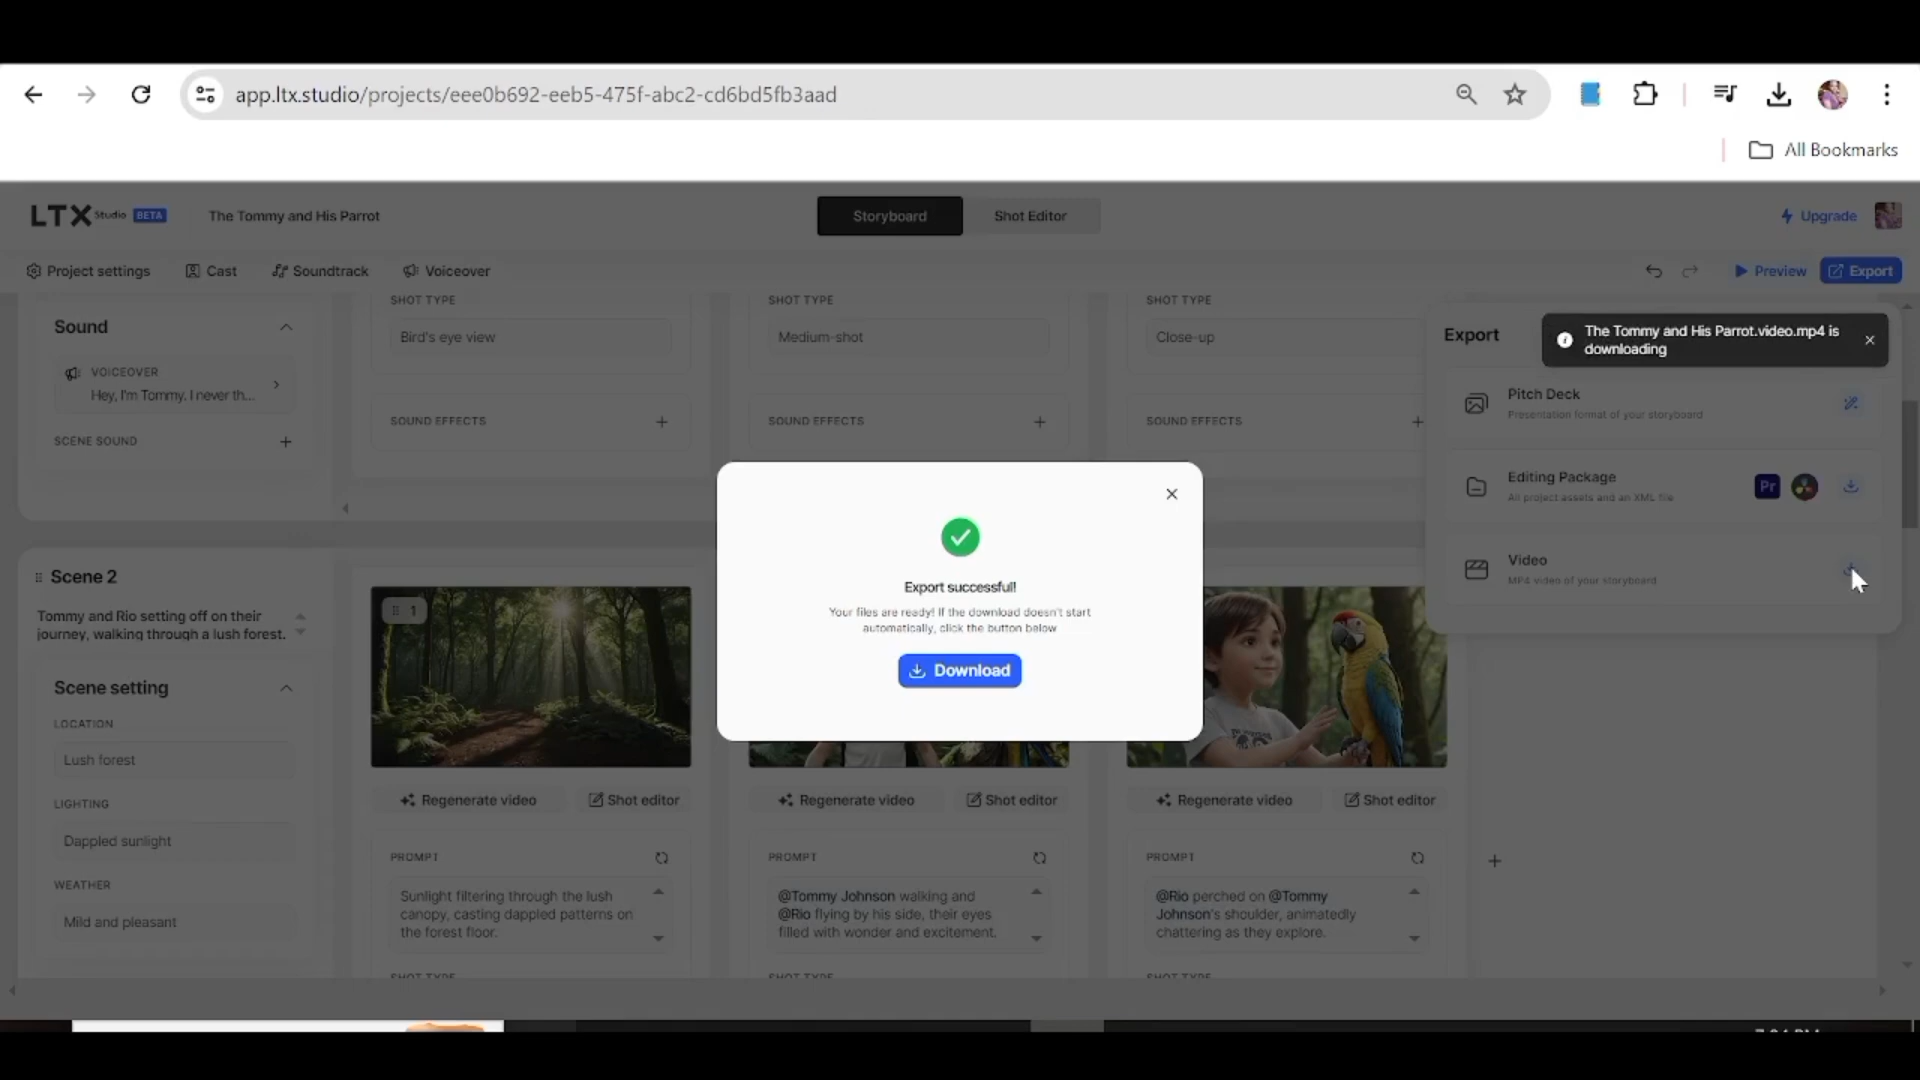 app.ltx.studio/projects/eee0b692-eeb5-475f-abc2-cd6bd5fb3aad
All Bookmarks
LTX Studio BETA
The Tommy and His Parrot
Storyboard
Shot Editor
Upgrade
Project settings
Cast
Soundtrack
Voiceover
Preview
Export
Sound
VOICEOVER
Hey, I'm Tommy. I never th...
SCENE SOUND
SHOT TYPE
Bird's eye view
SOUND EFFECTS
SHOT TYPE
Medium-shot
SOUND EFFECTS
SHOT TYPE
Close-up
SOUND EFFECTS
Export
The Tommy and His Parrot.video.mp4 is
downloading
Pitch Deck
Presentation format of your storyboard
Editing Package
All project assets and an XML file
Pr
Video
MP4 video of your storyboard
Export successful!
Your files are ready! If the download doesn't start
automatically, click the button below
Download
Scene 2
Tommy and Rio setting off on their
journey, walking through a lush forest.
Scene setting
LOCATION
Lush forest
LIGHTING
Dappled sunlight
WEATHER
Mild and pleasant
1
Regenerate video
Shot editor
PROMPT
Sunlight filtering through the lush
canopy, casting dappled patterns on
the forest floor.
SHOT TYPE
Regenerate video
Shot editor
PROMPT
@Tommy Johnson walking and
@Rio flying by his side, their eyes
filled with wonder and excitement.
SHOT TYPE
Regenerate video
Shot editor
PROMPT
@Rio perched on @Tommy
Johnson's shoulder, animatedly
chattering as they explore.
SHOT TYPE